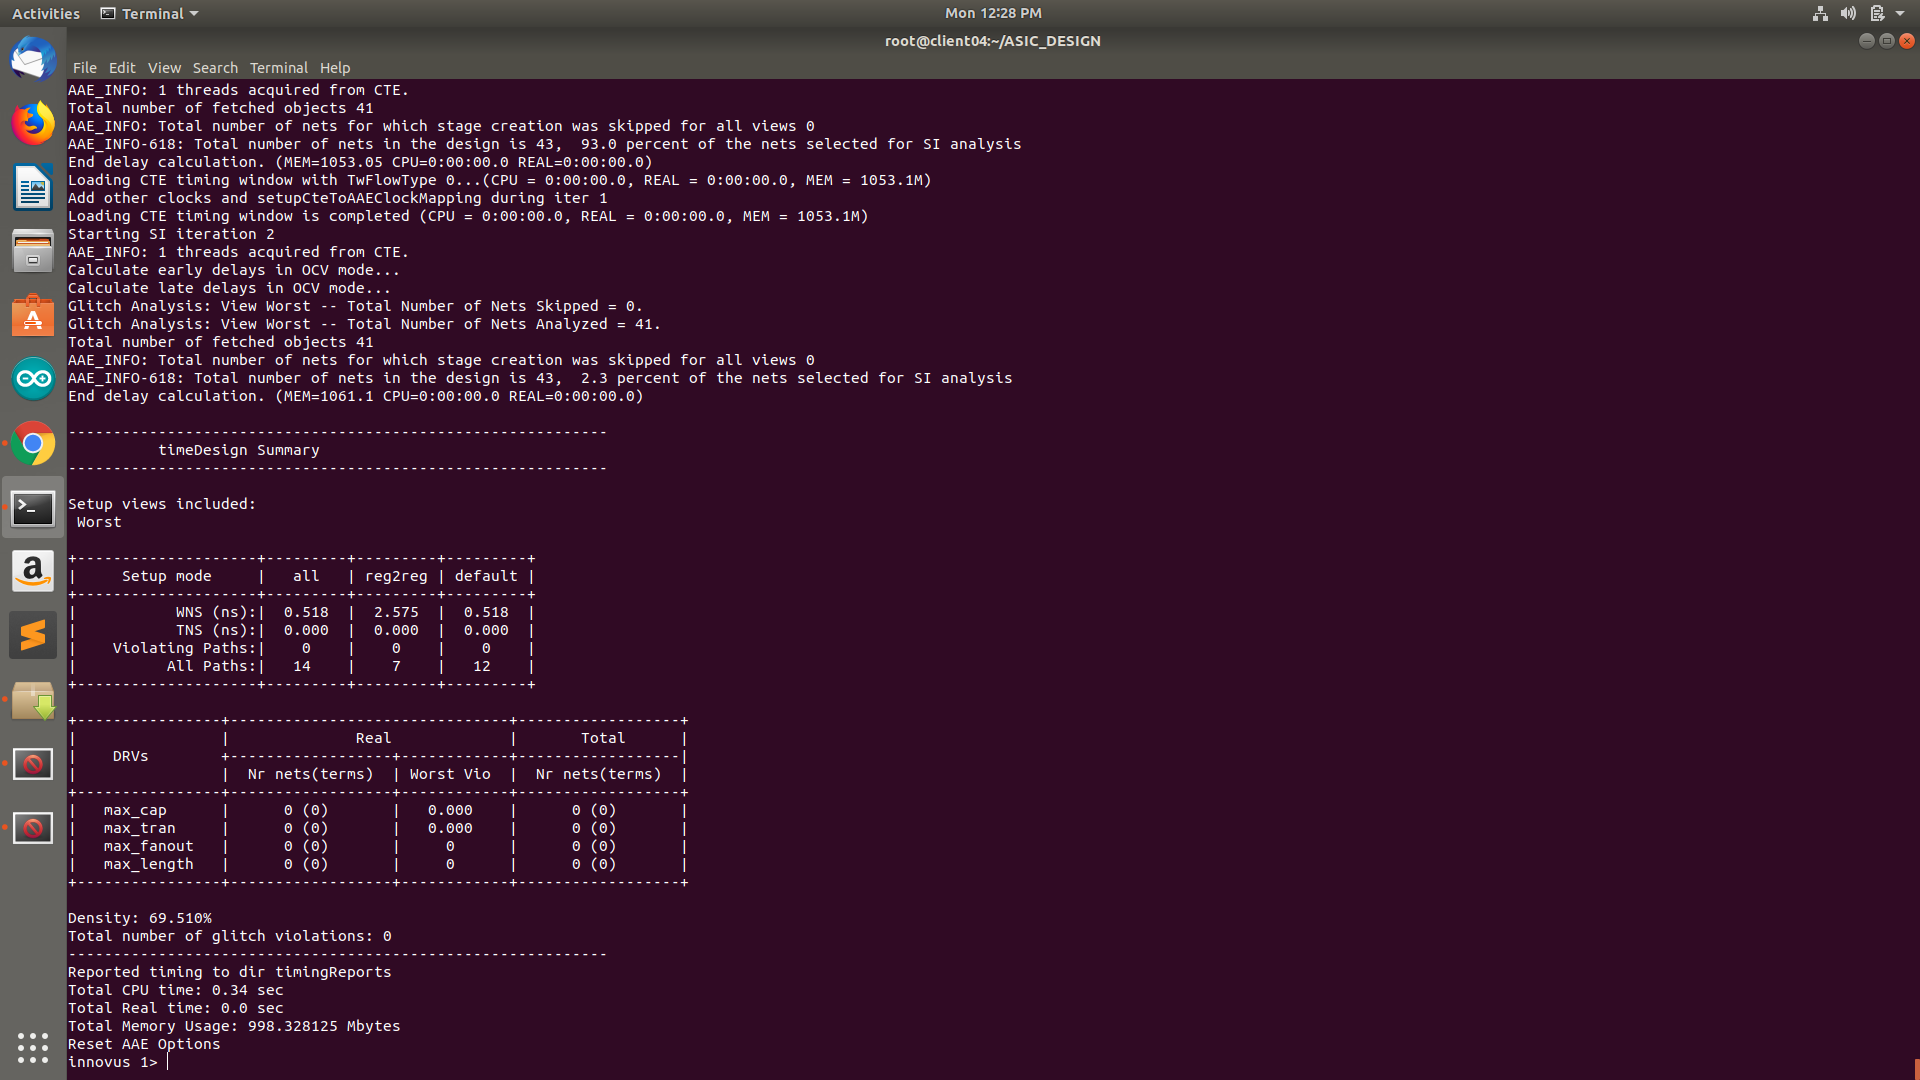 Activities Terminal Mon 12:28 PM
root@client04:~/ASIC_DESIGN
File Edit View Search Terminal Help
AAE_INFO: 1 threads acquired from CTE.
Total number of fetched objects 41
AAE_INFO: Total number of nets for which stage creation was skipped for all views 0
AAE_INFO-618: Total number of nets in the design is 43,  93.0 percent of the nets selected for SI analysis
End delay calculation. (MEM=1053.05 CPU=0:00:00.0 REAL=0:00:00.0)
Loading CTE timing window with TwFlowType 0...(CPU = 0:00:00.0, REAL = 0:00:00.0, MEM = 1053.1M)
Add other clocks and setupCteToAAEClockMapping during iter 1
Loading CTE timing window is completed (CPU = 0:00:00.0, REAL = 0:00:00.0, MEM = 1053.1M)
Starting SI iteration 2
AAE_INFO: 1 threads acquired from CTE.
Calculate early delays in OCV mode...
Calculate late delays in OCV mode...
Glitch Analysis: View Worst -- Total Number of Nets Skipped = 0.
Glitch Analysis: View Worst -- Total Number of Nets Analyzed = 41.
Total number of fetched objects 41
AAE_INFO: Total number of nets for which stage creation was skipped for all views 0
AAE_INFO-618: Total number of nets in the design is 43,  2.3 percent of the nets selected for SI analysis
End delay calculation. (MEM=1061.1 CPU=0:00:00.0 REAL=0:00:00.0)
------------------------------------------------------------
          timeDesign Summary
------------------------------------------------------------
Setup views included:
 Worst
+--------------------+---------+---------+---------+
|     Setup mode     |   all   | reg2reg | default |
+--------------------+---------+---------+---------+
|           WNS (ns):|  0.518  |  2.575  |  0.518  |
|           TNS (ns):|  0.000  |  0.000  |  0.000  |
|    Violating Paths:|    0    |    0    |    0    |
|          All Paths:|   14    |    7    |   12    |
+--------------------+---------+---------+---------+
+----------------+-------------------------------+------------------+
|                |              Real             |       Total      |
|    DRVs        +------------------+------------+------------------|
|                |  Nr nets(terms)  | Worst Vio  |  Nr nets(terms)  |
+----------------+------------------+------------+------------------+
|   max_cap      |      0 (0)       |   0.000    |      0 (0)       |
|   max_tran     |      0 (0)       |   0.000    |      0 (0)       |
|   max_fanout   |      0 (0)       |     0      |      0 (0)       |
|   max_length   |      0 (0)       |     0      |      0 (0)       |
+----------------+------------------+------------+------------------+
Density: 69.510%
Total number of glitch violations: 0
------------------------------------------------------------
Reported timing to dir timingReports
Total CPU time: 0.34 sec
Total Real time: 0.0 sec
Total Memory Usage: 998.328125 Mbytes
Reset AAE Options
innovus 1>